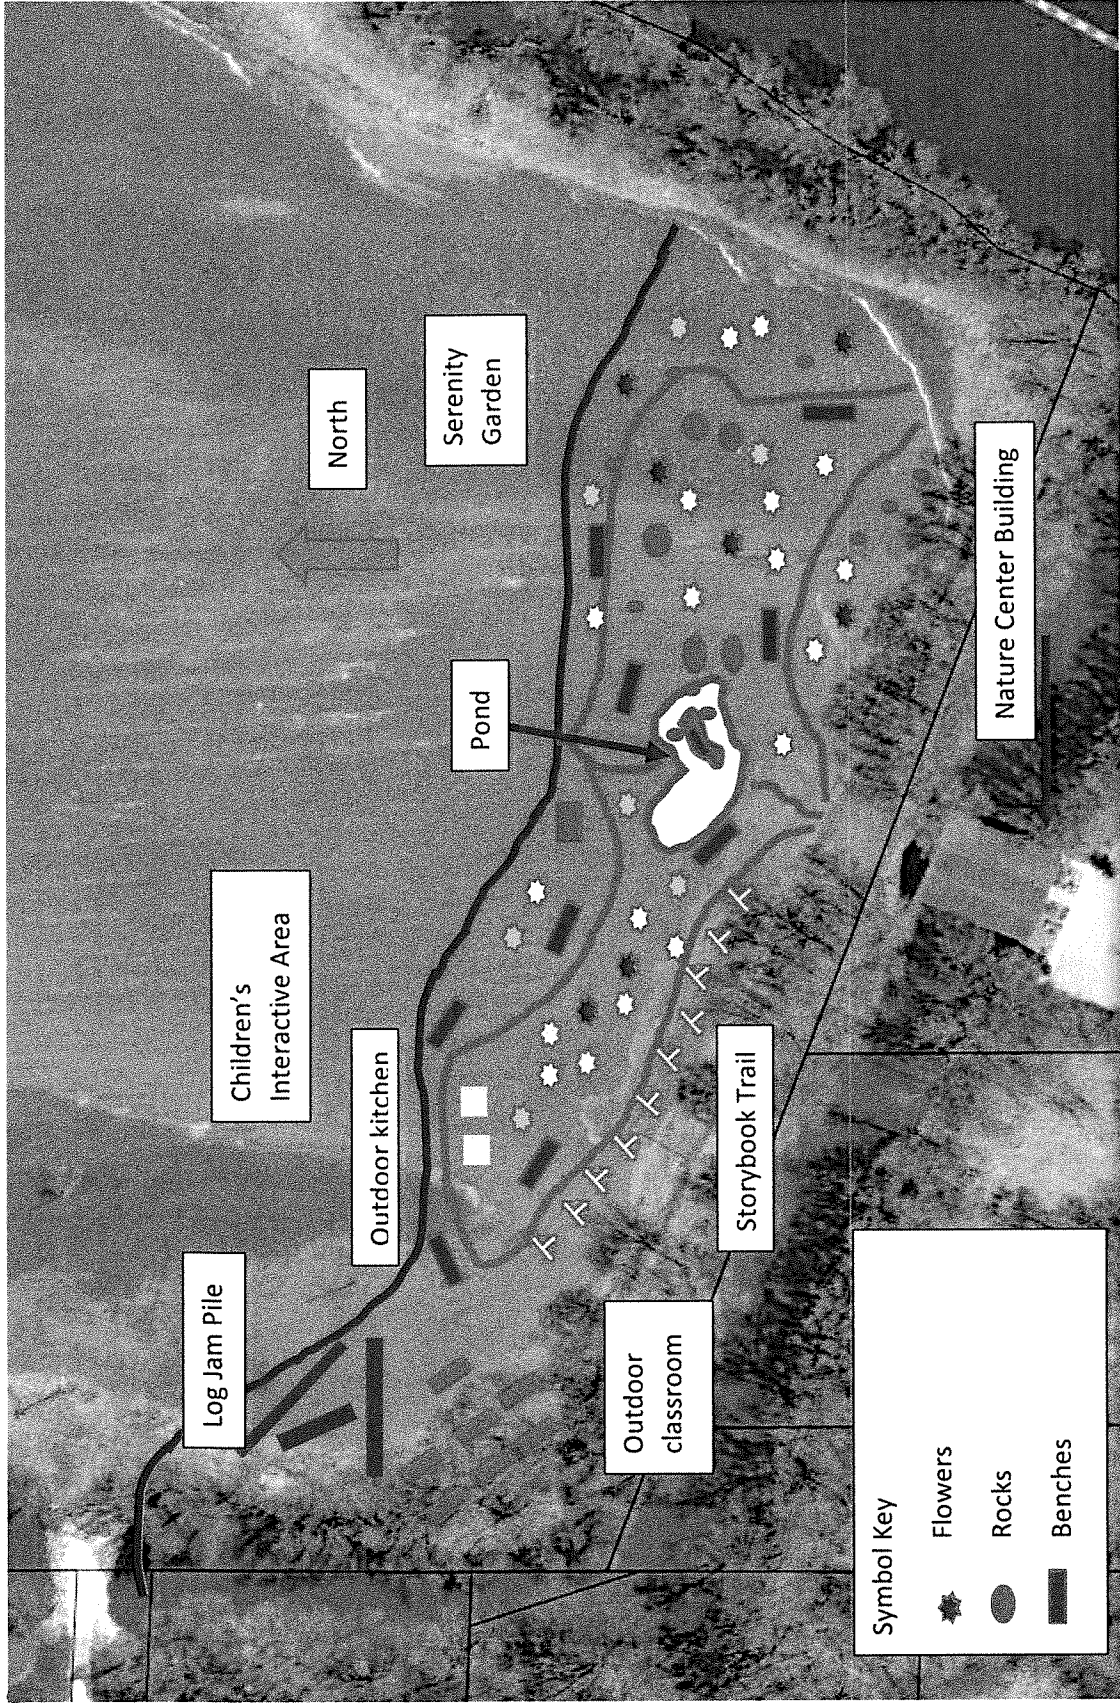 Log Jam Pile
Children's
Interactive Area
North
Outdoor kitchen
Serenity
Garden
Pond
Outdoor
classroom
Storybook Trail
Nature Center Building
Symbol Key
Flowers
Rocks
Benches